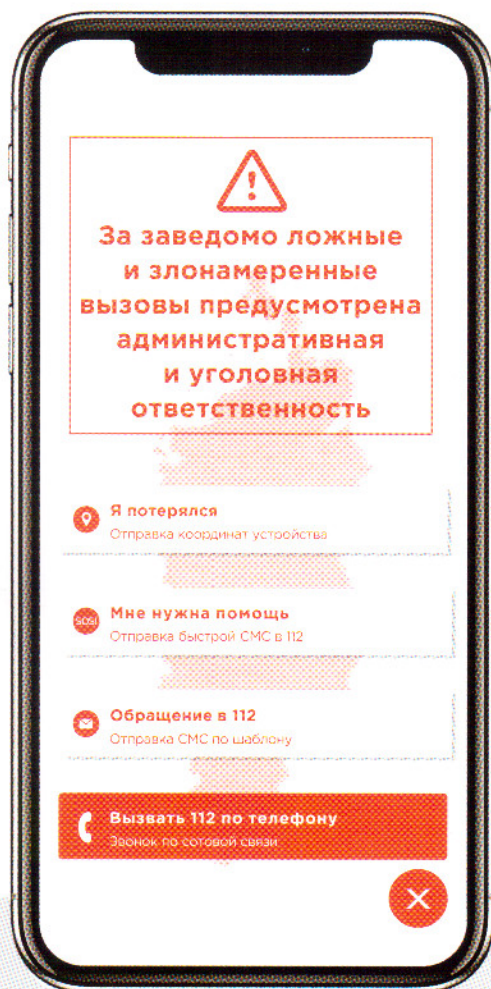 За заведомо ложные
и злонамеренные
вызовы предусмотрена
административная
и уголовная
ответственность
Я потерялся
Отправка координат устройства
SOS!
Мне нужна помощь
Отправка быстрой СМС в 112
Обращение в 112
Отправка СМС по шаблону
Вызвать 112 по телефону
Звонок по сотовой связи